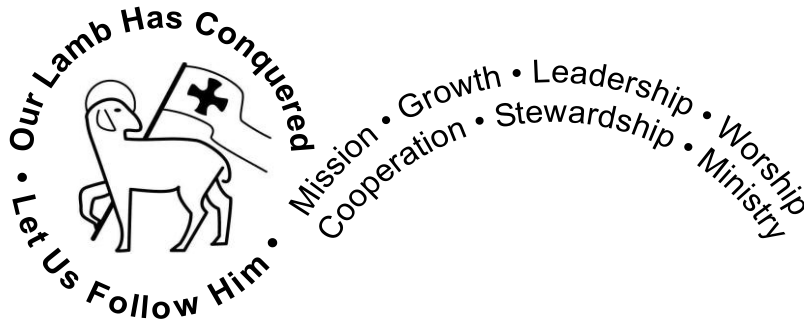 Our Lamb Has Conquered •
Let Us Follow Him •
Mission • Growth • Leadership • Worship
Cooperation • Stewardship • Ministry